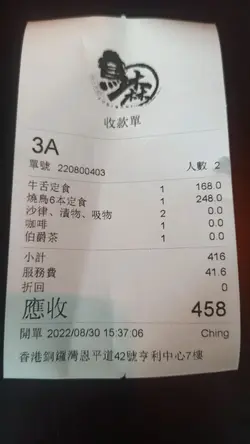 鳥森
收款單
3A
單號 220800403 人數 2
牛舌定食 1 168.0
燒鳥6本定食 1 248.0
沙律、漬物、吸物 2 0.0
咖啡 1 0.0
伯爵茶 1 0.0
小計 416
服務費 41.6
折回 0
應收 458
開單 2022/08/30 15:37:06 Ching
香港銅鑼灣恩平道42號亨利中心7樓